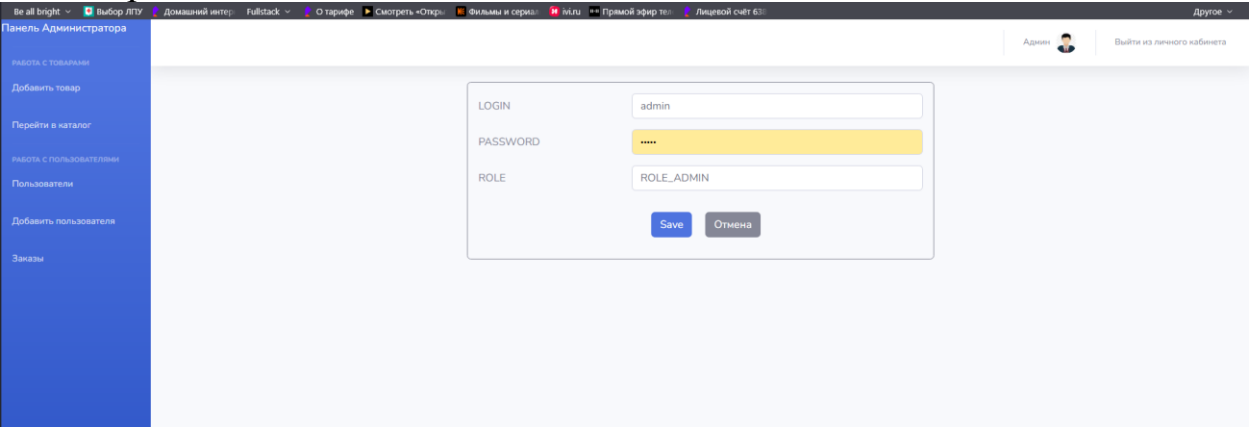 Be all bright Выбор ЛПУ Домашний интер Fullstack О тарифе Смотреть «Откры Фильмы и сериал ivi.ru Прямой эфир тел Лицевой счёт 638 Другое
Панель Администратора
Админ Выйти из личного кабинета
РАБОТА С ТОВАРАМИ
Добавить товар
Перейти в каталог
РАБОТА С ПОЛЬЗОВАТЕЛЯМИ
Пользователи
Добавить пользователя
Заказы
LOGIN admin
PASSWORD •••••
ROLE ROLE_ADMIN
Save Отмена